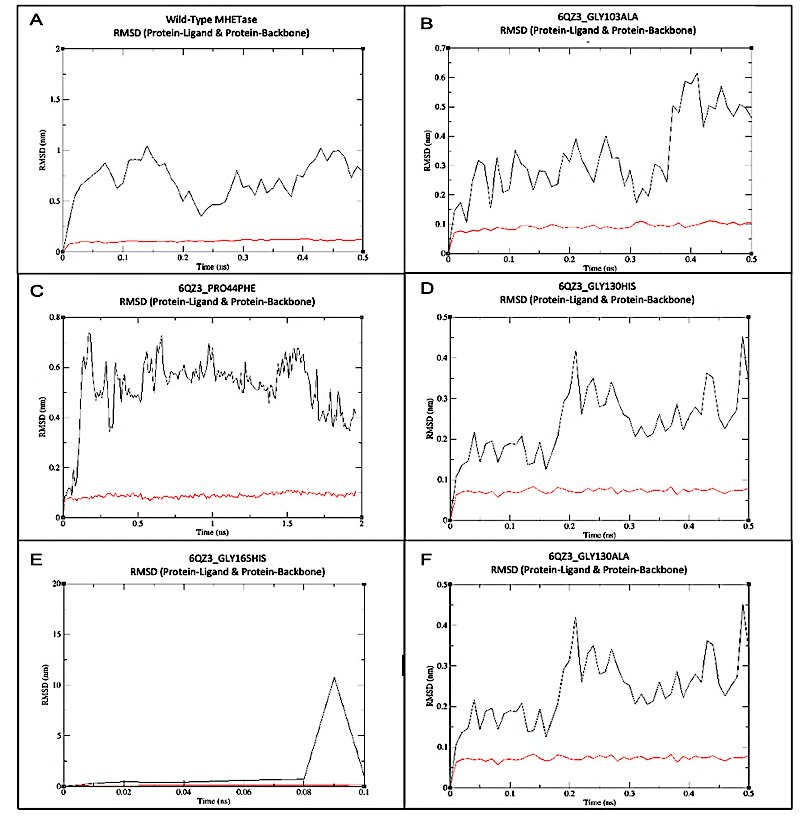 A
Wild-Type MHETase
RMSD (Protein-Ligand & Protein-Backbone)
2
1.5
1
0.5
0
RMSD (nm)
0
0.1
0.2
0.3
0.4
0.5
Time (ns)
B
6QZ3_GLY103ALA
RMSD (Protein-Ligand & Protein-Backbone)
0.7
0.6
0.5
0.4
0.3
0.2
0.1
0
RMSD (nm)
0
0.1
0.2
0.3
0.4
0.5
Time (ns)
C
6QZ3_PRO44PHE
RMSD (Protein-Ligand & Protein-Backbone)
0.8
0.6
0.4
0.2
0
RMSD (nm)
0
0.5
1
1.5
2
Time (ns)
D
6QZ3_GLY130HIS
RMSD (Protein-Ligand & Protein-Backbone)
0.5
0.4
0.3
0.2
0.1
0
RMSD (nm)
0
0.1
0.2
0.3
0.4
0.5
Time (ns)
E
6QZ3_GLY165HIS
RMSD (Protein-Ligand & Protein-Backbone)
20
15
10
5
0
RMSD (nm)
0
0.02
0.04
0.06
0.08
0.1
Time (ns)
F
6QZ3_GLY130ALA
RMSD (Protein-Ligand & Protein-Backbone)
0.5
0.4
0.3
0.2
0.1
0
RMSD (nm)
0
0.1
0.2
0.3
0.4
0.5
Time (ns)